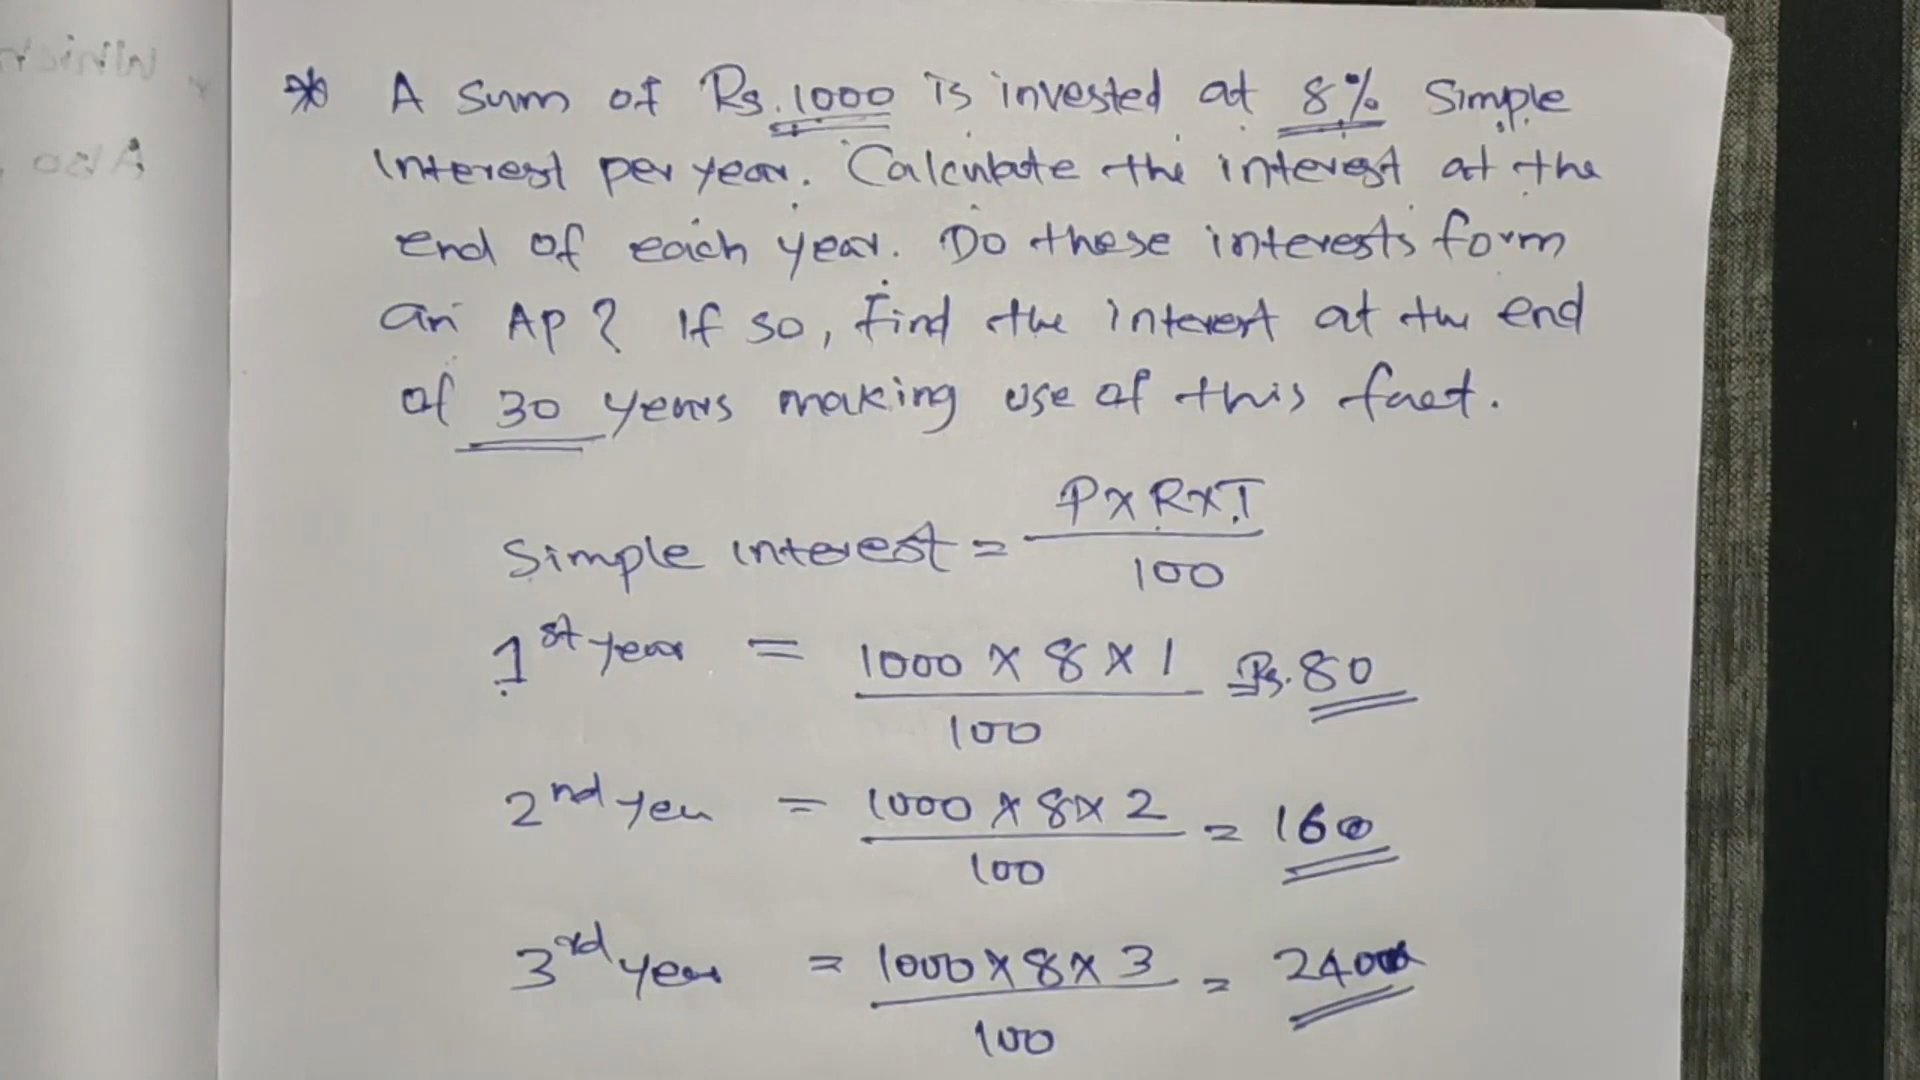 * A sum of Rs.1000 is invested at 8% simple
interest per year. Calculate the interest at the
end of each year. Do these interests form
an AP? If so, find the interest at the end
of 30 years making use of this fact.
Simple interest = P x R x T / 100
1st year = 1000 x 8 x 1 / 100 Rs.80
2nd year = 1000 x 8 x 2 / 100 = 160
3rd year = 1000 x 8 x 3 / 100 = 240
Which
Also